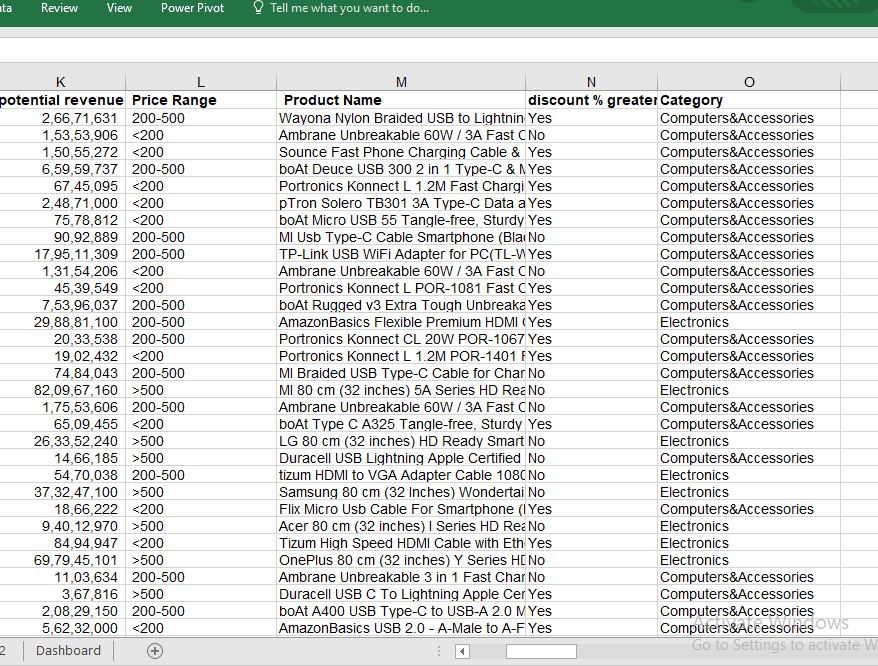 ta Review View Power Pivot Tell me what you want to do...
K L M N O
potential revenue Price Range Product Name discount % greater Category
2,66,71,631 200-500 Wayona Nylon Braided USB to Lightnin Yes Computers&Accessories
1,53,53,906 <200 Ambrane Unbreakable 60W / 3A Fast C No Computers&Accessories
1,50,55,272 <200 Sounce Fast Phone Charging Cable & Yes Computers&Accessories
6,59,59,737 200-500 boAt Deuce USB 300 2 in 1 Type-C & M Yes Computers&Accessories
67,45,095 <200 Portronics Konnect L 1.2M Fast Chargi Yes Computers&Accessories
2,48,71,000 <200 pTron Solero TB301 3A Type-C Data a Yes Computers&Accessories
75,78,812 <200 boAt Micro USB 55 Tangle-free, Sturdy Yes Computers&Accessories
90,92,889 200-500 MI Usb Type-C Cable Smartphone (Bla No Computers&Accessories
17,95,11,309 200-500 TP-Link USB WiFi Adapter for PC(TL-W Yes Computers&Accessories
1,31,54,206 <200 Ambrane Unbreakable 60W / 3A Fast C No Computers&Accessories
45,39,549 <200 Portronics Konnect L POR-1081 Fast C Yes Computers&Accessories
7,53,96,037 200-500 boAt Rugged v3 Extra Tough Unbreaka Yes Computers&Accessories
29,88,81,100 200-500 AmazonBasics Flexible Premium HDMI ( Yes Electronics
20,33,538 200-500 Portronics Konnect CL 20W POR-1067 Yes Computers&Accessories
19,02,432 <200 Portronics Konnect L 1.2M POR-1401 F Yes Computers&Accessories
74,84,043 200-500 MI Braided USB Type-C Cable for Char No Computers&Accessories
82,09,67,160 >500 MI 80 cm (32 inches) 5A Series HD Rea No Electronics
1,75,53,606 200-500 Ambrane Unbreakable 60W / 3A Fast C No Computers&Accessories
65,09,455 <200 boAt Type C A325 Tangle-free, Sturdy Yes Computers&Accessories
26,33,52,240 >500 LG 80 cm (32 inches) HD Ready Smart No Electronics
14,66,185 >500 Duracell USB Lightning Apple Certified No Computers&Accessories
54,70,038 200-500 tizum HDMI to VGA Adapter Cable 1080 No Electronics
37,32,47,100 >500 Samsung 80 cm (32 Inches) Wondertai No Electronics
18,66,222 <200 Flix Micro Usb Cable For Smartphone ( Yes Computers&Accessories
9,40,12,970 >500 Acer 80 cm (32 inches) I Series HD Rea No Electronics
84,94,947 <200 Tizum High Speed HDMI Cable with Eth Yes Electronics
69,79,45,101 >500 OnePlus 80 cm (32 inches) Y Series HD No Electronics
11,03,634 200-500 Ambrane Unbreakable 3 in 1 Fast Char No Computers&Accessories
3,67,816 >500 Duracell USB C To Lightning Apple Cer Yes Computers&Accessories
2,08,29,150 200-500 boAt A400 USB Type-C to USB-A 2.0 M Yes Computers&Accessories
5,62,32,000 <200 AmazonBasics USB 2.0 - A-Male to A-F Yes Computers&Accessories
Activate Windows
Go to Settings to activate W
2 Dashboard